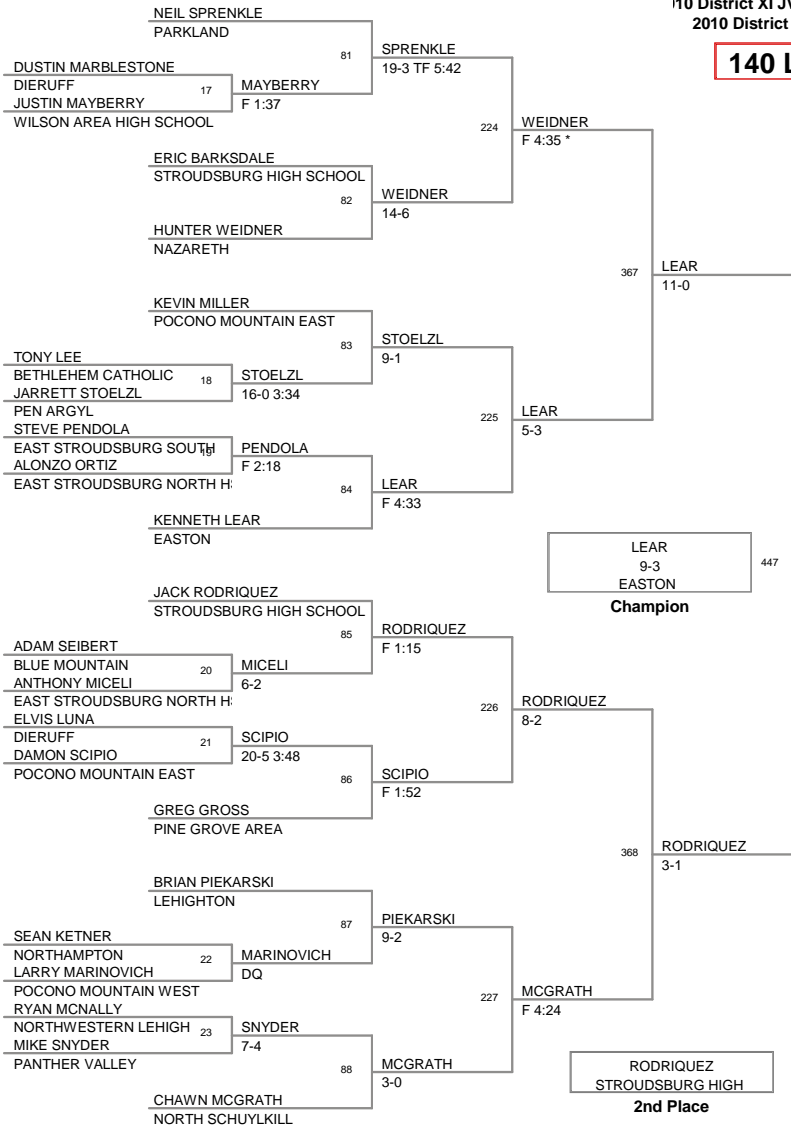 10 District XI JV
2010 District
140 L
NEIL SPRENKLE
PARKLAND
81
SPRENKLE
19-3 TF 5:42
DUSTIN MARBLESTONE
DIERUFF
17
JUSTIN MAYBERRY
WILSON AREA HIGH SCHOOL
MAYBERRY
F 1:37
224
WEIDNER
F 4:35 *
ERIC BARKSDALE
STROUDSBURG HIGH SCHOOL
82
WEIDNER
14-6
HUNTER WEIDNER
NAZARETH
367
LEAR
11-0
KEVIN MILLER
POCONO MOUNTAIN EAST
83
STOELZL
9-1
TONY LEE
BETHLEHEM CATHOLIC
18
JARRETT STOELZL
PEN ARGYL
STOELZL
16-0 3:34
225
LEAR
5-3
STEVE PENDOLA
EAST STROUDSBURG SOUTH
19
ALONZO ORTIZ
EAST STROUDSBURG NORTH H
PENDOLA
F 2:18
84
LEAR
F 4:33
KENNETH LEAR
EASTON
LEAR
9-3
EASTON
447
Champion
JACK RODRIQUEZ
STROUDSBURG HIGH SCHOOL
85
RODRIQUEZ
F 1:15
ADAM SEIBERT
BLUE MOUNTAIN
20
ANTHONY MICELI
EAST STROUDSBURG NORTH H
MICELI
6-2
226
RODRIQUEZ
8-2
ELVIS LUNA
DIERUFF
21
DAMON SCIPIO
POCONO MOUNTAIN EAST
SCIPIO
20-5 3:48
86
SCIPIO
F 1:52
GREG GROSS
PINE GROVE AREA
368
RODRIQUEZ
3-1
BRIAN PIEKARSKI
LEHIGHTON
87
PIEKARSKI
9-2
SEAN KETNER
NORTHAMPTON
22
LARRY MARINOVICH
POCONO MOUNTAIN WEST
MARINOVICH
DQ
227
MCGRATH
F 4:24
RYAN MCNALLY
NORTHWESTERN LEHIGH
23
MIKE SNYDER
PANTHER VALLEY
SNYDER
7-4
88
MCGRATH
3-0
CHAWN MCGRATH
NORTH SCHUYLKILL
RODRIQUEZ
STROUDSBURG HIGH
2nd Place